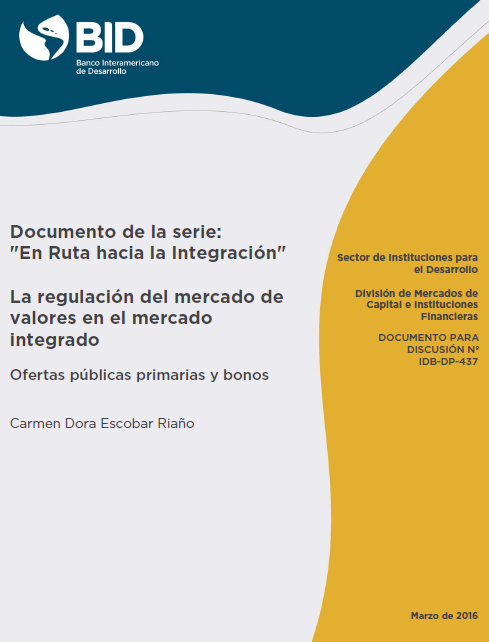 BID
Banco Interamericano
de Desarrollo
Documento de la serie:
"En Ruta hacia la Integración"
La regulación del mercado de
valores en el mercado
integrado
Ofertas públicas primarias y bonos
Carmen Dora Escobar Riaño
Sector de Instituciones para
el Desarrollo
División de Mercados de
Capital e Instituciones
Financieras
DOCUMENTO PARA
DISCUSIÓN Nº
IDB-DP-437
Marzo de 2016